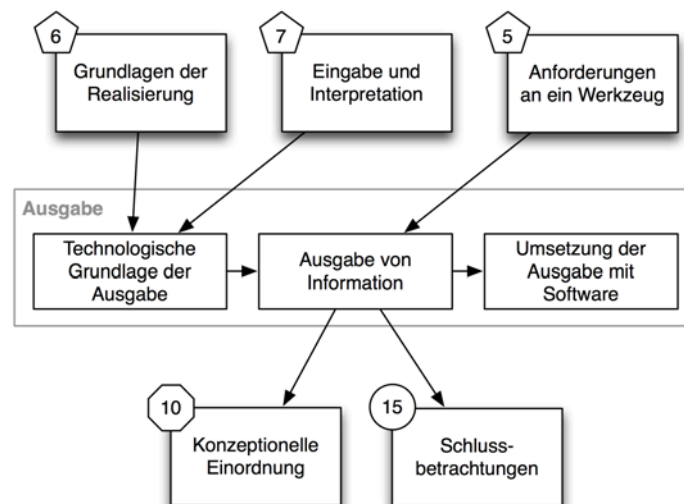 6
Grundlagen der
Realisierung
7
Eingabe und
Interpretation
5
Anforderungen
an ein Werkzeug
Ausgabe
Technologische
Grundlage der
Ausgabe
Ausgabe von
Information
Umsetzung der
Ausgabe mit
Software
10
Konzeptionelle
Einordnung
15
Schluss-
betrachtungen